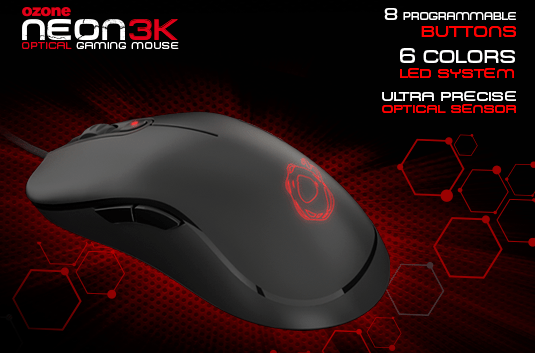 ozone
NEON3K
OPTICAL GAMING MOUSE
8 PROGRAMMABLE
BUTTONS
6 COLORS
LED SYSTEM
ULTRA PRECISE
OPTICAL SENSOR